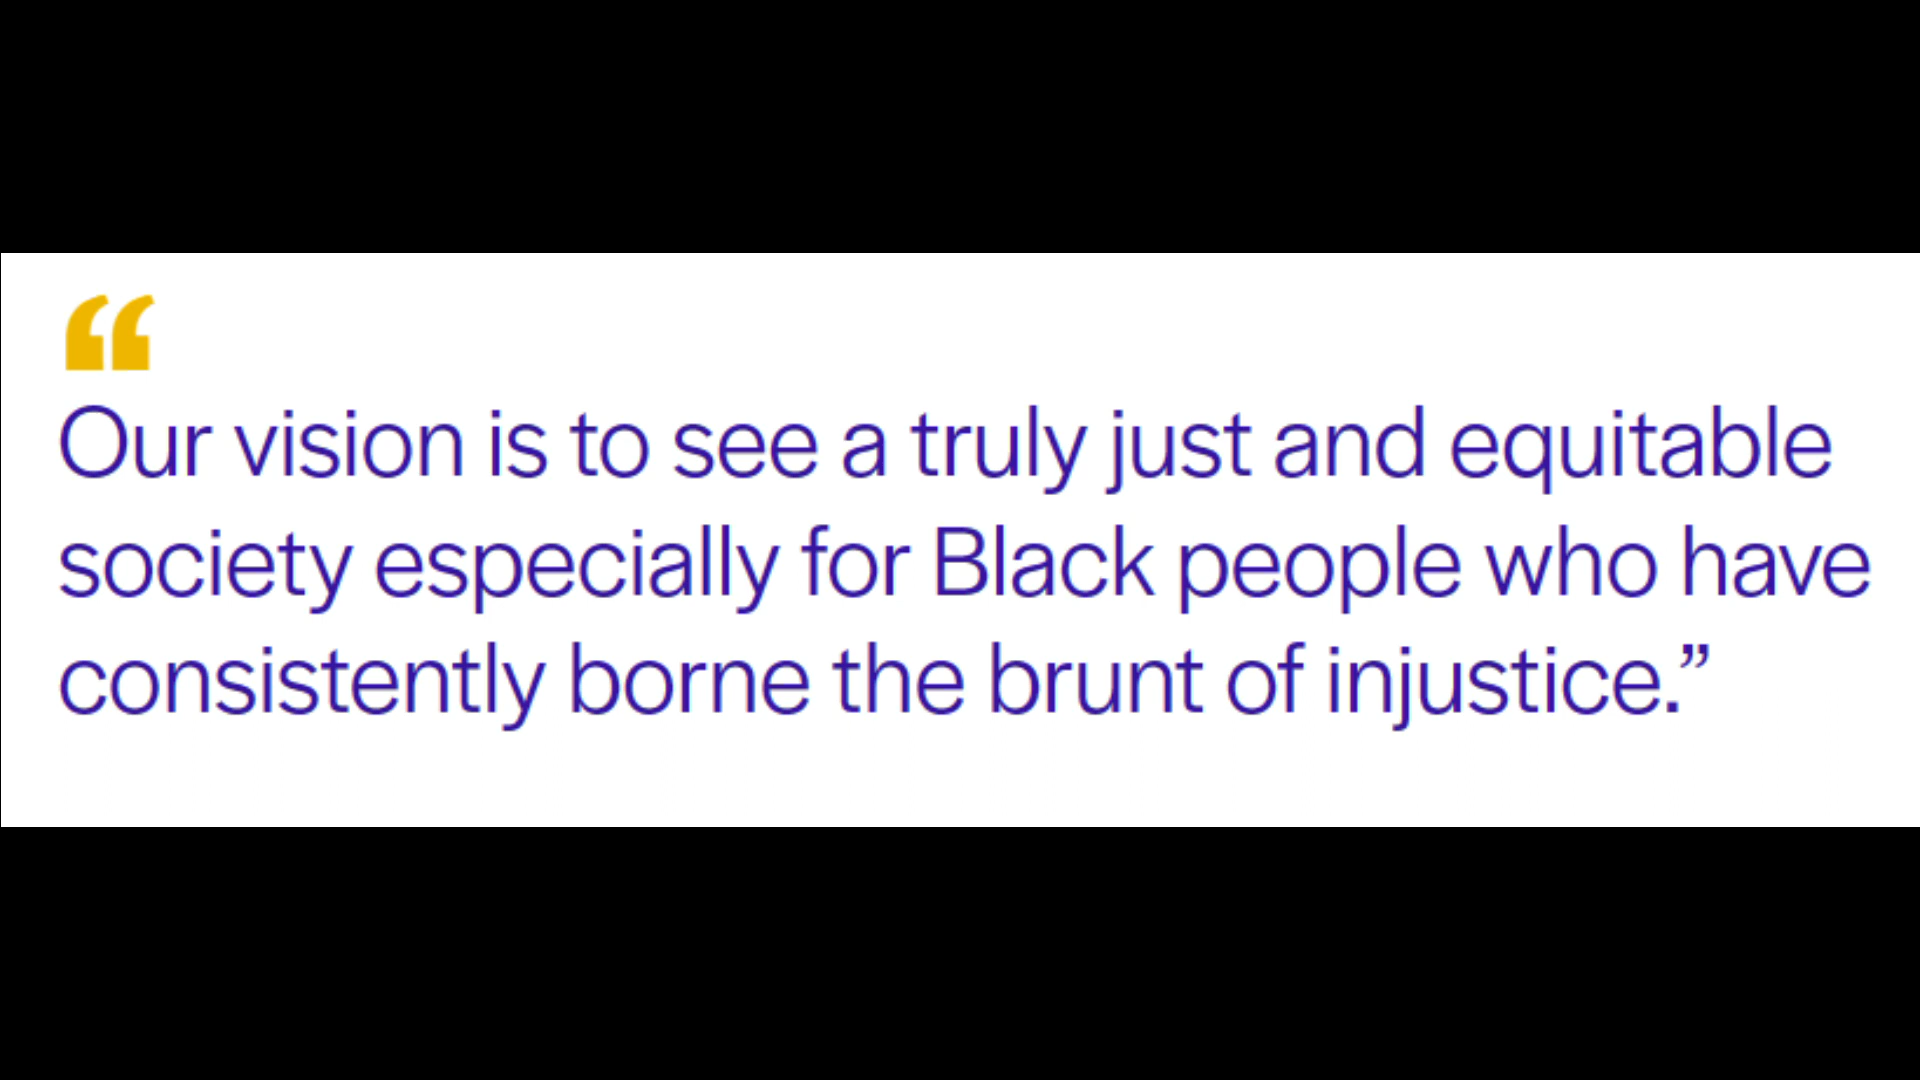 “
Our vision is to see a truly just and equitable
society especially for Black people who have
consistently borne the brunt of injustice.”